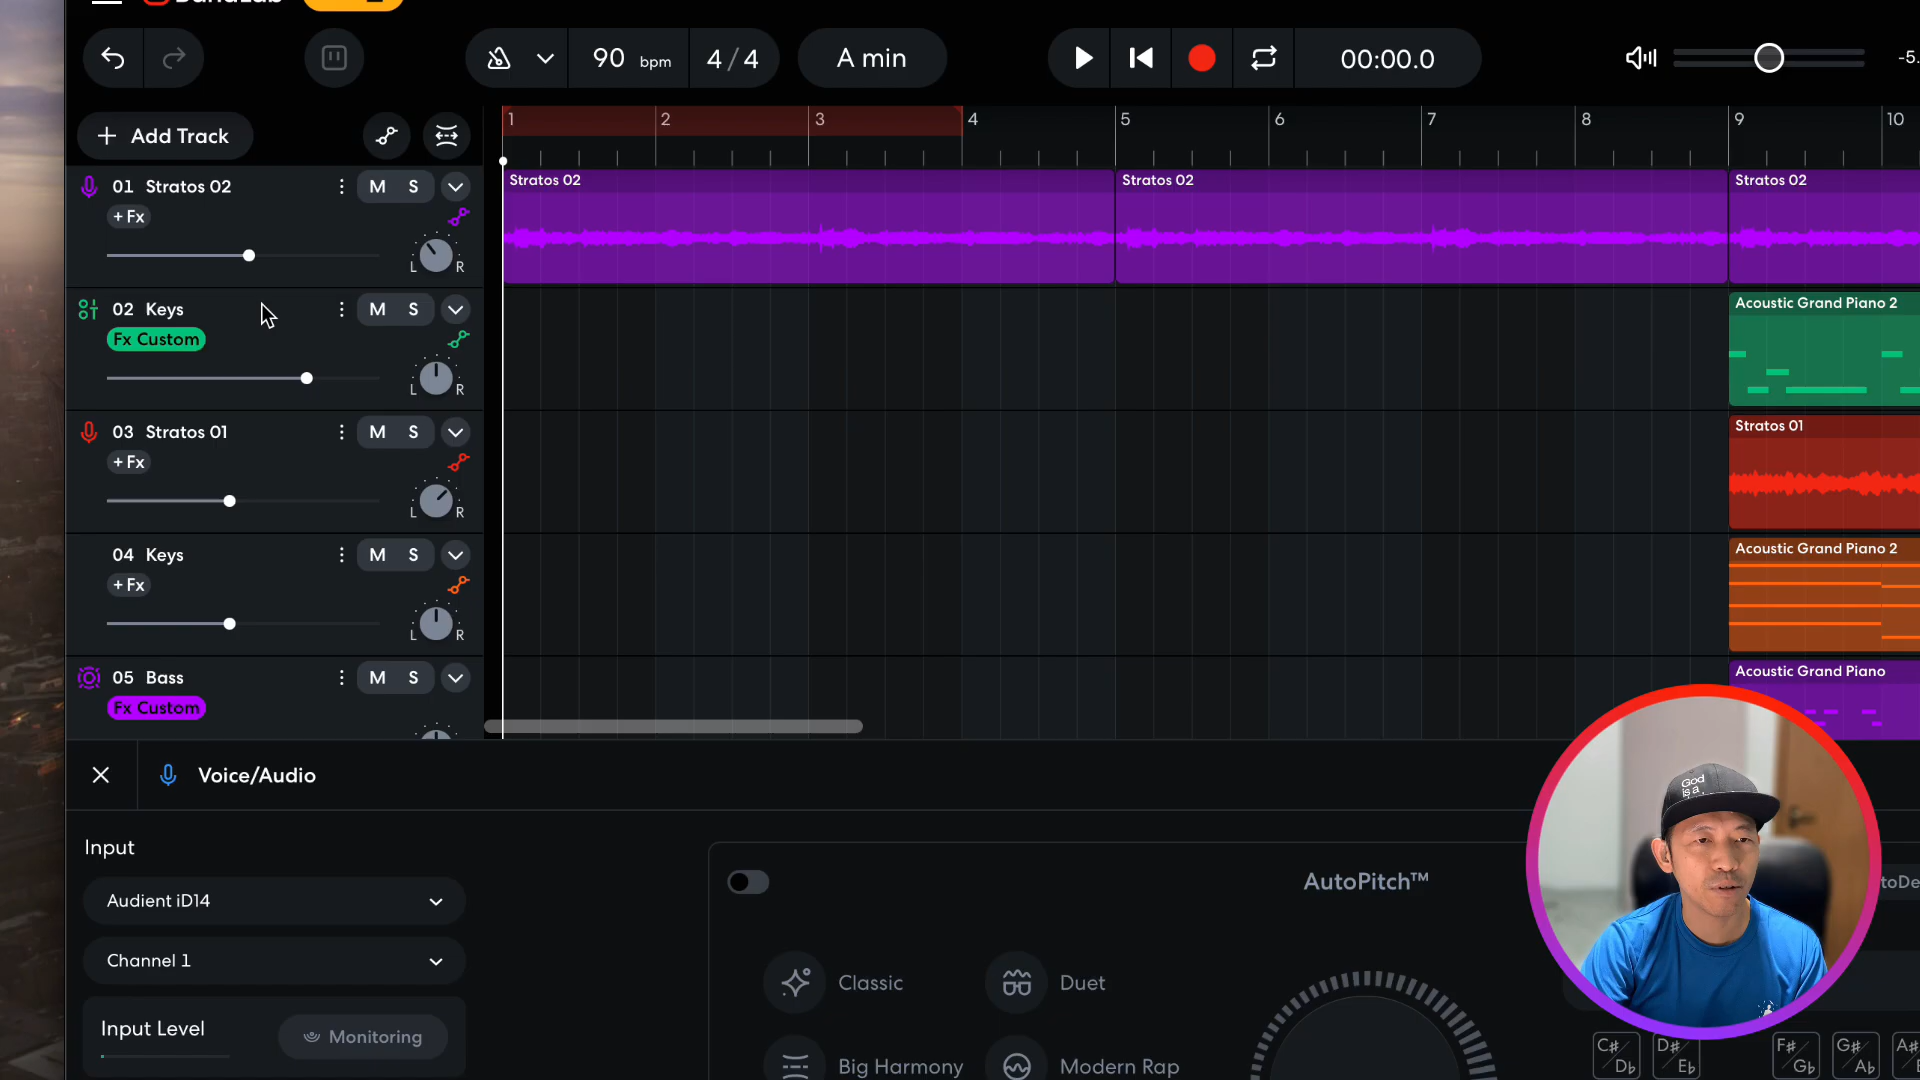 90 bpm
4/4
A min
00:00.0
-5.
+ Add Track
1 2 3 4 5 6 7 8 9 10
01 Stratos 02 M S
+ Fx
L R
Stratos 02
Stratos 02
Stratos 02
02 Keys M S
Fx Custom
L R
Acoustic Grand Piano 2
03 Stratos 01 M S
+ Fx
L R
Stratos 01
04 Keys M S
+ Fx
L R
Acoustic Grand Piano 2
05 Bass M S
Fx Custom
Acoustic Grand Piano
Voice/Audio
Input
Audient iD14
Channel 1
Input Level
Monitoring
AutoPitch™
Classic
Duet
Big Harmony
Modern Rap
God
is a
C# Db
D# Eb
F# Gb
G# Ab
A#